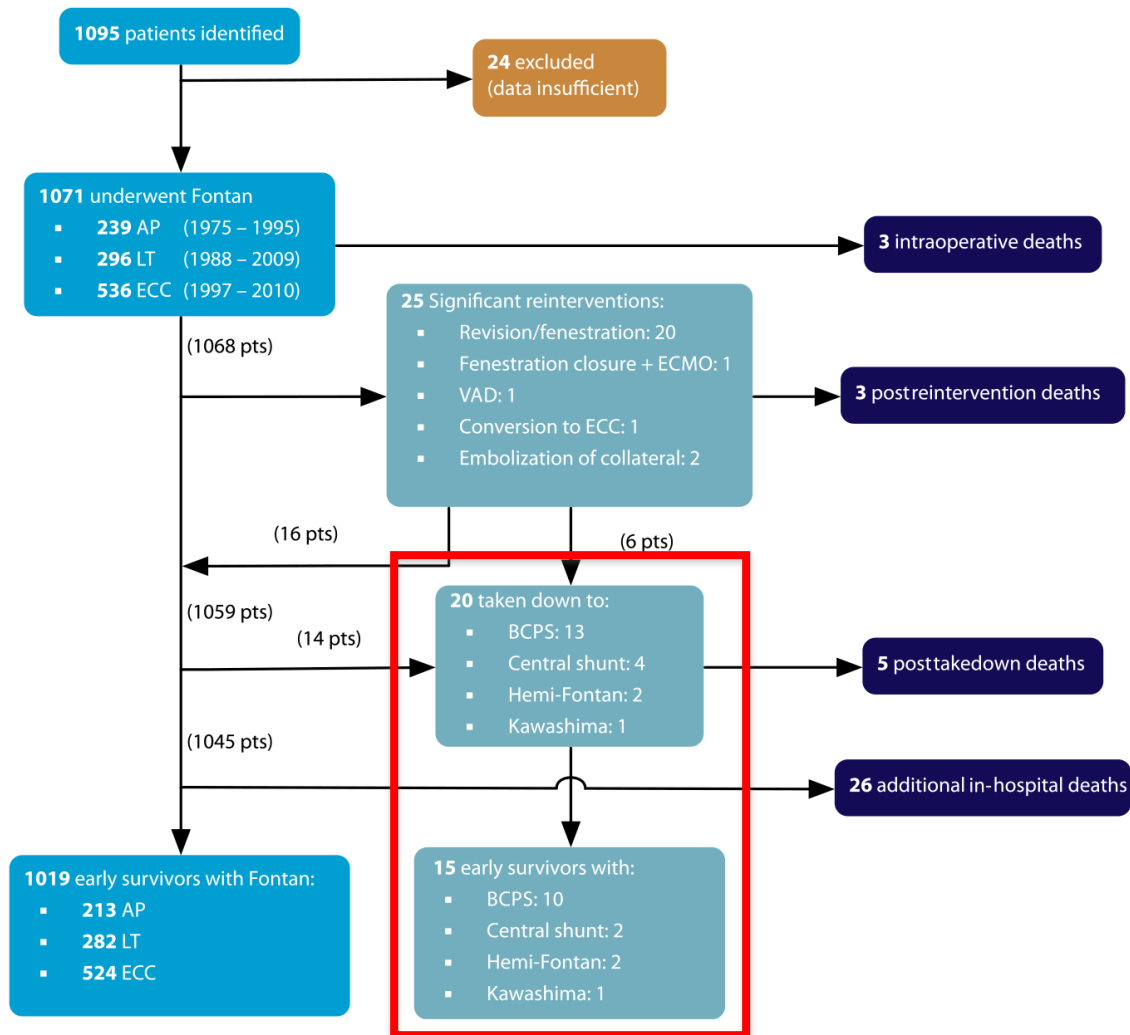 1095 patients identified
24 excluded
(data insufficient)
1071 underwent Fontan
▪ 239 AP (1975 – 1995)
▪ 296 LT (1988 – 2009)
▪ 536 ECC (1997 – 2010)
3 intraoperative deaths
(1068 pts)
25 Significant reinterventions:
▪ Revision/fenestration: 20
▪ Fenestration closure + ECMO: 1
▪ VAD: 1
▪ Conversion to ECC: 1
▪ Embolization of collateral: 2
3 post reintervention deaths
(16 pts)
(6 pts)
(1059 pts)
(14 pts)
20 taken down to:
▪ BCPS: 13
▪ Central shunt: 4
▪ Hemi-Fontan: 2
▪ Kawashima: 1
5 post takedown deaths
(1045 pts)
26 additional in-hospital deaths
1019 early survivors with Fontan:
▪ 213 AP
▪ 282 LT
▪ 524 ECC
15 early survivors with:
▪ BCPS: 10
▪ Central shunt: 2
▪ Hemi-Fontan: 2
▪ Kawashima: 1